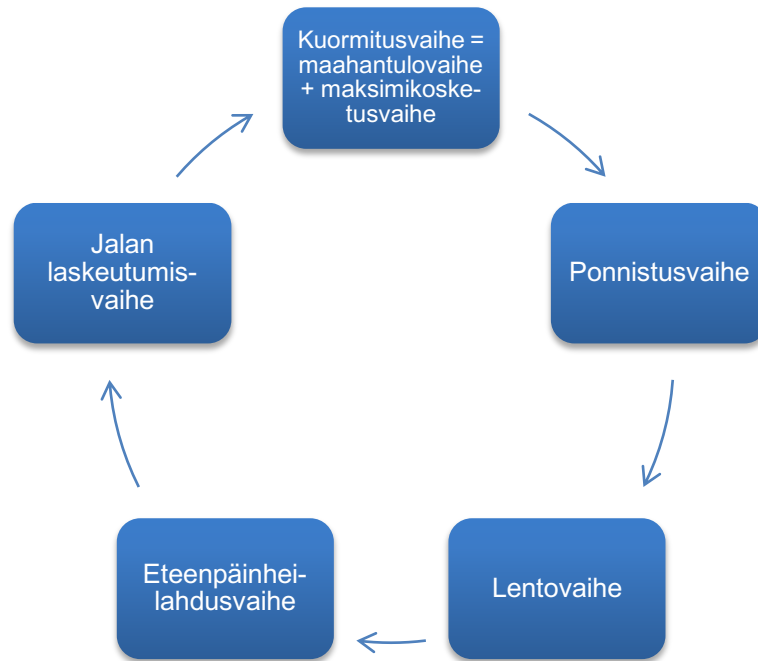 Kuormitusvaihe =
maahantulovaihe
+ maksimikoske-
tusvaihe
Ponnistusvaihe
Lentovaihe
Eteenpäinhei-
lahdusvaihe
Jalan
laskeutumis-
vaihe